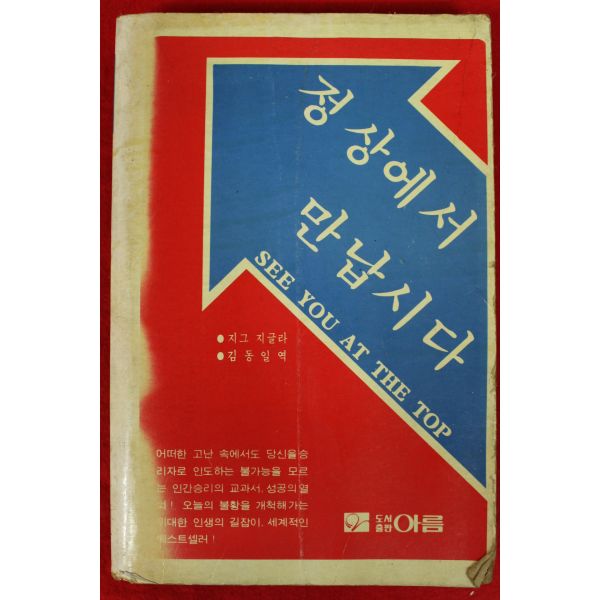 정상에서
만납시다
SEE YOU AT THE TOP
● 지그 지글라
● 김동일 역
어떠한 고난 속에서도 당신을승
리자로 인도하는 불가능을 모르
는 인간승리의 교과서, 성공의열
쇠! 오늘의 불황을 개척해가는
위대한 인생의 길잡이, 세계적인
베스트셀러!
도서
출판 아름